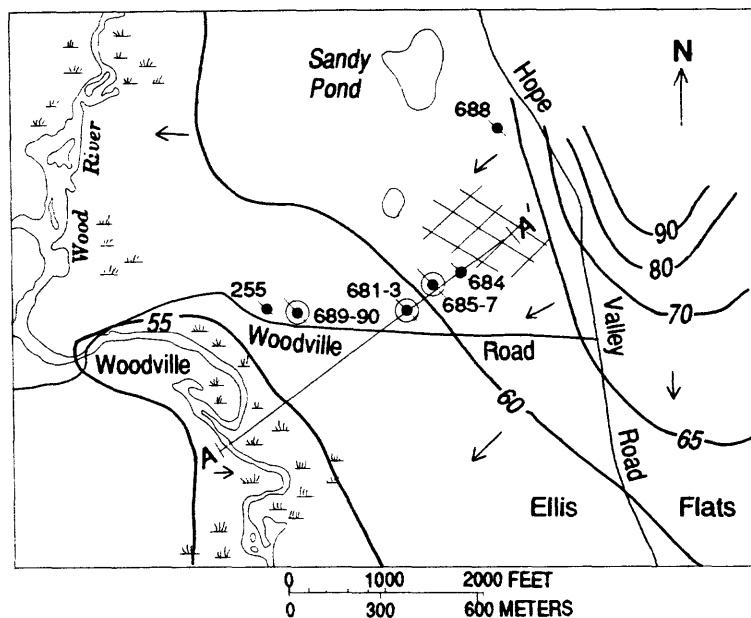 Sandy
Pond
Hope
N
688
Wood River
A'
90
80
684
255
681-3
685-7
70
689-90
55
Woodville
Road
Valley
Woodville
60
65
A
Road
Ellis
Flats
0 1000 2000 FEET
0 300 600 METERS